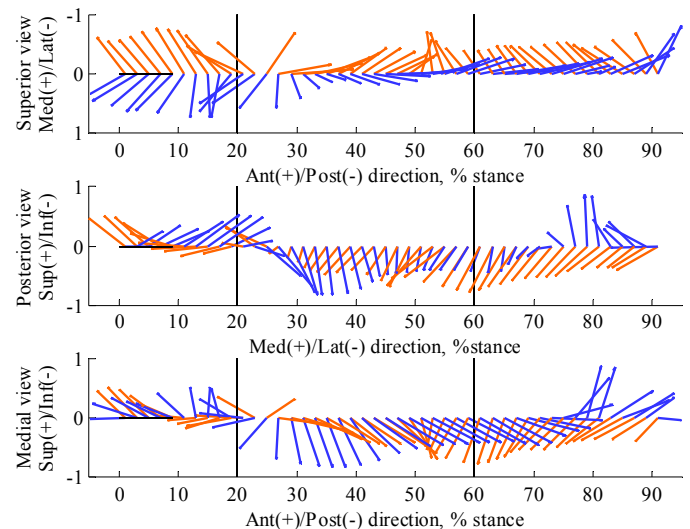 Superior view
Med(+)/Lat(-)
-1
0
1
0 10 20 30 40 50 60 70 80 90
Ant(+)/Post(-) direction, % stance
Posterior view
Sup(+)/Inf(-)
1
0
-1
0 10 20 30 40 50 60 70 80 90
Med(+)/Lat(-) direction, %stance
Medial view
Sup(+)/Inf(-)
1
0
-1
0 10 20 30 40 50 60 70 80 90
Ant(+)/Post(-) direction, % stance